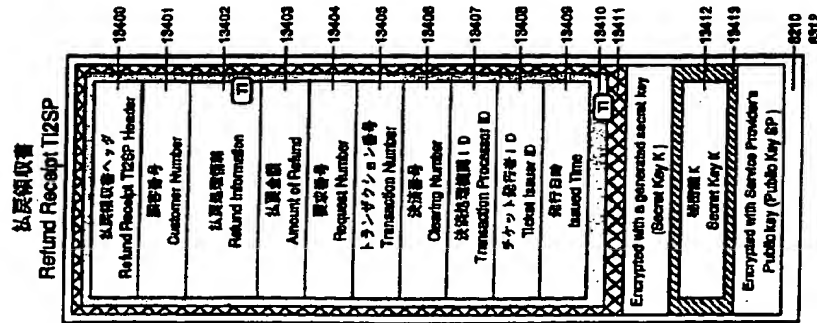 払戻領収書
Refund Receipt TI2SP
払戻領収書ヘッダ
Refund Receipt TI2SP Header
13400
顧客番号
Customer Number
13401
払戻処理情報
Refund Information
13402
TI
払戻金額
Amount of Refund
13403
要求番号
Request Number
13404
トランザクション番号
Transaction Number
13405
決済番号
Clearing Number
13406
決済処理機関ID
Transaction Processor ID
13407
チケット発行者ID
Ticket Issuer ID
13408
発行日時
Issued Time
13409
TI
13410
13411
Encrypted with a generated secret key
(Secret Key K)
秘密鍵 K
Secret Key K
13412
13413
Encrypted with Service Provider's
Public key (Public Key SP)
6210
6319